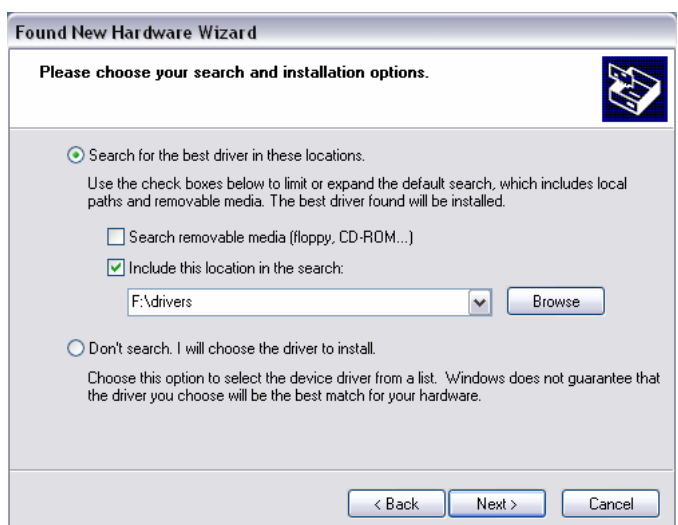 Found New Hardware Wizard
Please choose your search and installation options.
Search for the best driver in these locations.
Use the check boxes below to limit or expand the default search, which includes local
paths and removable media. The best driver found will be installed.
Search removable media (floppy, CD-ROM...)
Include this location in the search:
F:\drivers
Browse
Don't search. I will choose the driver to install.
Choose this option to select the device driver from a list. Windows does not guarantee that
the driver you choose will be the best match for your hardware.
< Back Next > Cancel